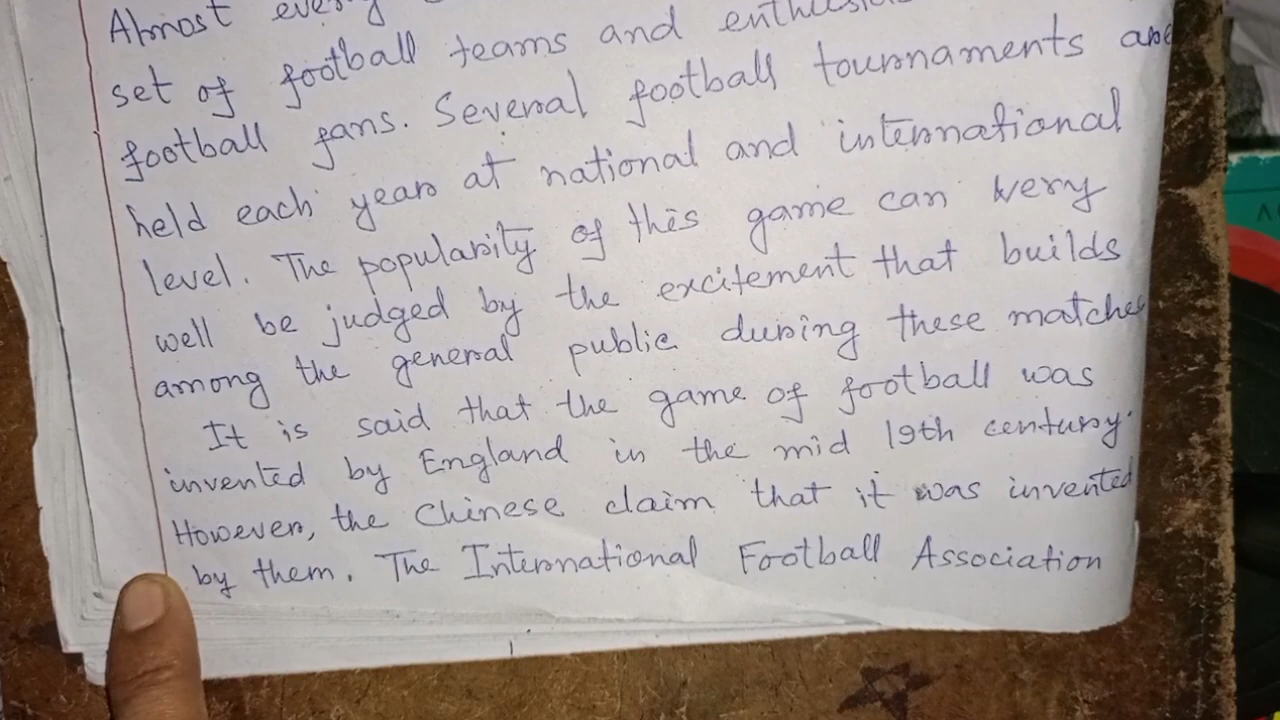 Almost every
set of football teams and
football fans. Several football tournaments are
held each year at national and international
level. The popularity of this game can very
well be judged by the excitement that builds
among the general public during these matches
It is said that the game of football was
invented by England in the mid 19th century.
However, the Chinese claim that it was invented
by them. The International Football Association